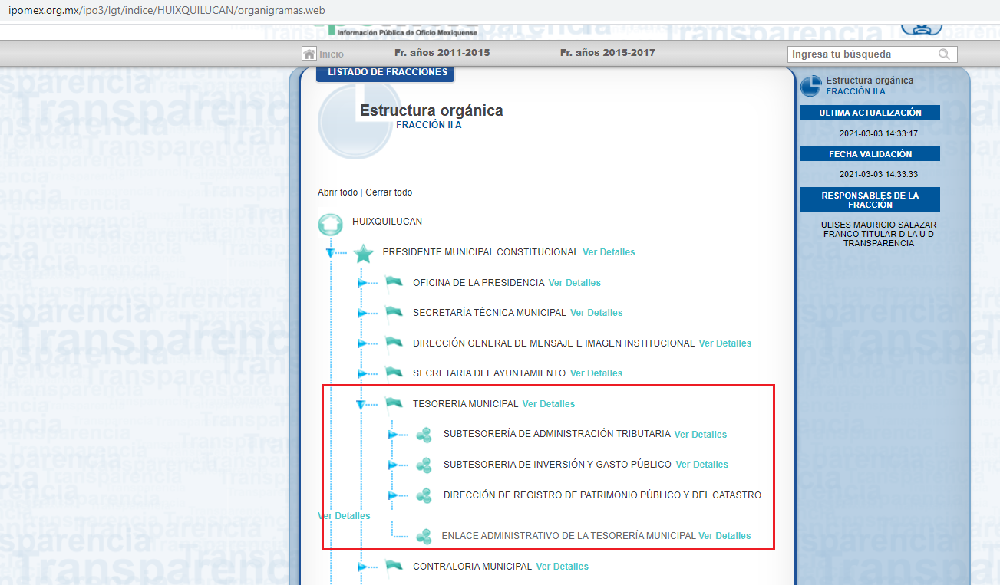 ipomex.org.mx/ipo3/lgt/indice/HUIXQUILUCAN/organigramas.web
Información Pública de Oficio Mexiquense
Inicio
Fr. años 2011-2015
Fr. años 2015-2017
Ingresa tu búsqueda
LISTADO DE FRACCIONES
Estructura orgánica
FRACCIÓN II A
Abrir todo | Cerrar todo
HUIXQUILUCAN
PRESIDENTE MUNICIPAL CONSTITUCIONAL Ver Detalles
OFICINA DE LA PRESIDENCIA Ver Detalles
SECRETARÍA TÉCNICA MUNICIPAL Ver Detalles
DIRECCIÓN GENERAL DE MENSAJE E IMAGEN INSTITUCIONAL Ver Detalles
SECRETARIA DEL AYUNTAMIENTO Ver Detalles
TESORERIA MUNICIPAL Ver Detalles
SUBTESORERÍA DE ADMINISTRACIÓN TRIBUTARIA Ver Detalles
SUBTESORERIA DE INVERSIÓN Y GASTO PÚBLICO Ver Detalles
DIRECCIÓN DE REGISTRO DE PATRIMONIO PÚBLICO Y DEL CATASTRO
Ver Detalles
ENLACE ADMINISTRATIVO DE LA TESORERÍA MUNICIPAL Ver Detalles
CONTRALORIA MUNICIPAL Ver Detalles
Estructura orgánica
FRACCIÓN II A
ULTIMA ACTUALIZACIÓN
2021-03-03 14:33:17
FECHA VALIDACIÓN
2021-03-03 14:33:33
RESPONSABLES DE LA
FRACCIÓN
ULISES MAURICIO SALAZAR
FRANCO TITULAR D LA U D
TRANSPARENCIA